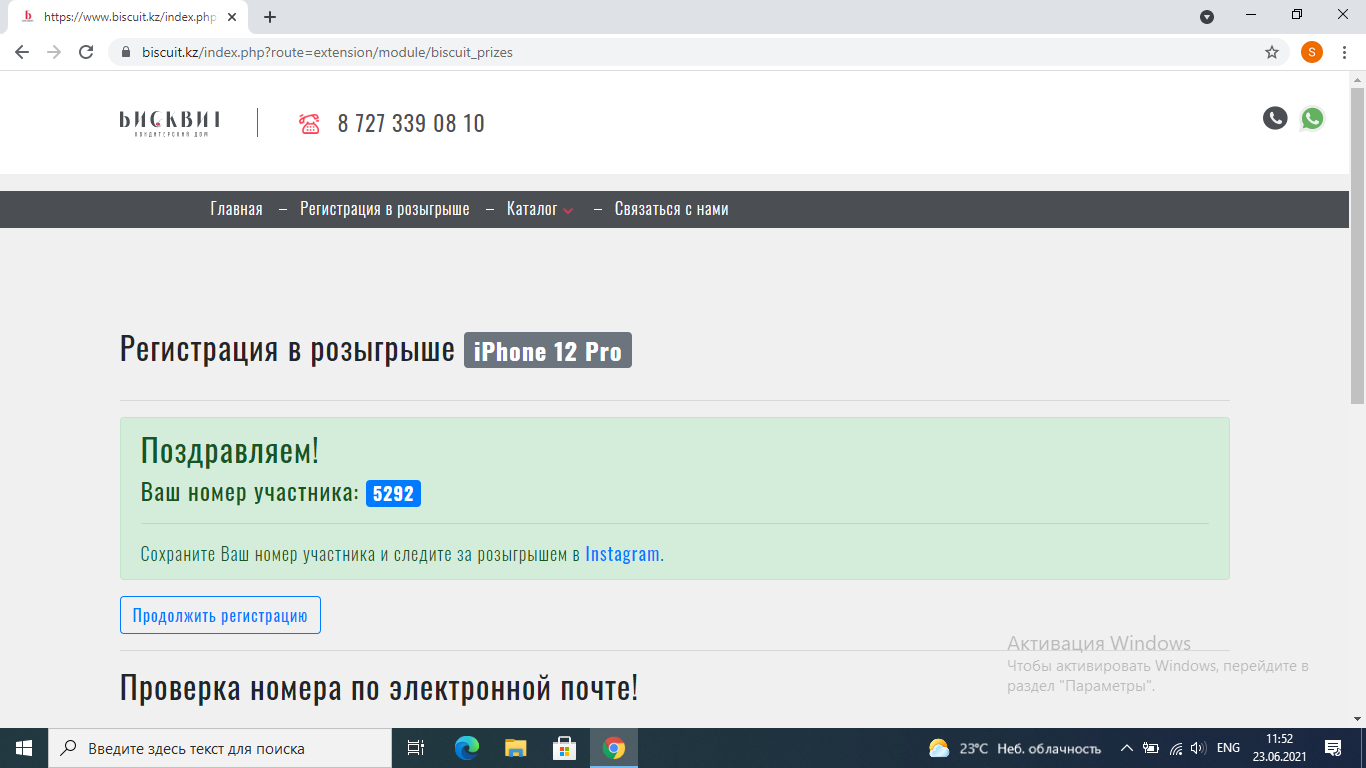 https://www.biscuit.kz/index.php
biscuit.kz/index.php?route=extension/module/biscuit_prizes
S
БИСКВИТ
КОНДИТЕРСКИЙ ДОМ
8 727 339 08 10
Главная – Регистрация в розыгрыше – Каталог – Связаться с нами
Регистрация в розыгрыше iPhone 12 Pro
Поздравляем!
Ваш номер участника: 5292
Сохраните Ваш номер участника и следите за розыгрышем в Instagram.
Продолжить регистрацию
Активация Windows
Чтобы активировать Windows, перейдите в
раздел "Параметры".
Проверка номера по электронной почте!
Введите здесь текст для поиска
23°C Неб. облачность
ENG
11:52
23.06.2021